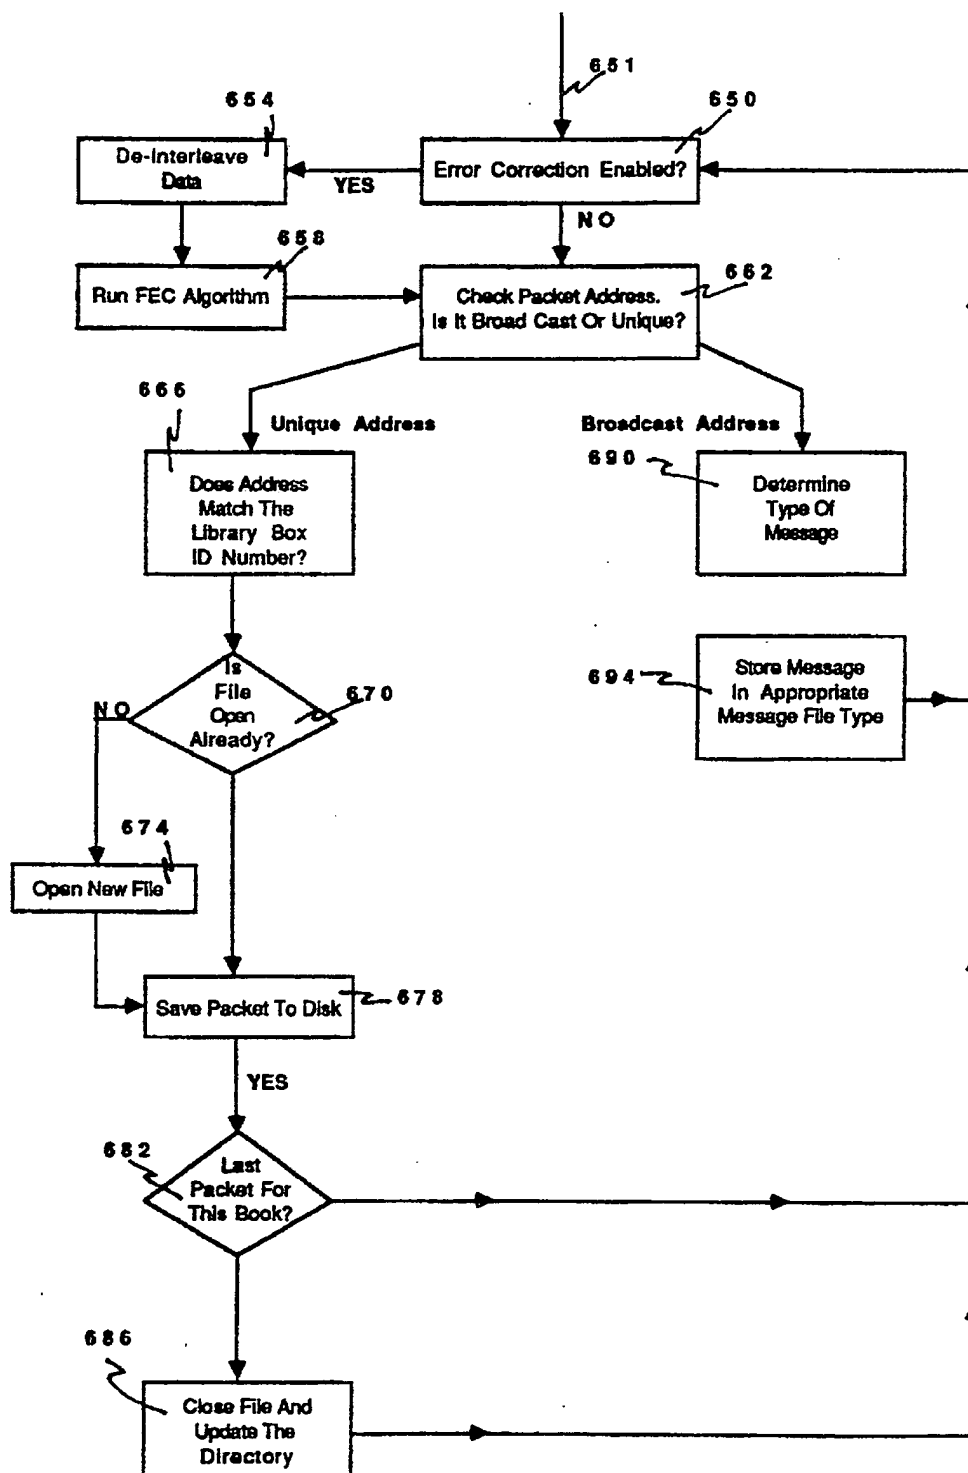 651
650
654
De-Interleave
Data
YES
Error Correction Enabled?
NO
658
Run FEC Algorithm
662
Check Packet Address.
Is It Broad Cast Or Unique?
666
Unique Address
Broadcast Address
690
Does Address
Match The
Library Box
ID Number?
Determine
Type Of
Message
Is
File
Open
Already?
670
NO
694
Store Message
In Appropriate
Message File Type
674
Open New File
Save Packet To Disk
678
YES
682
Last
Packet For
This Book?
686
Close File And
Update The
Directory